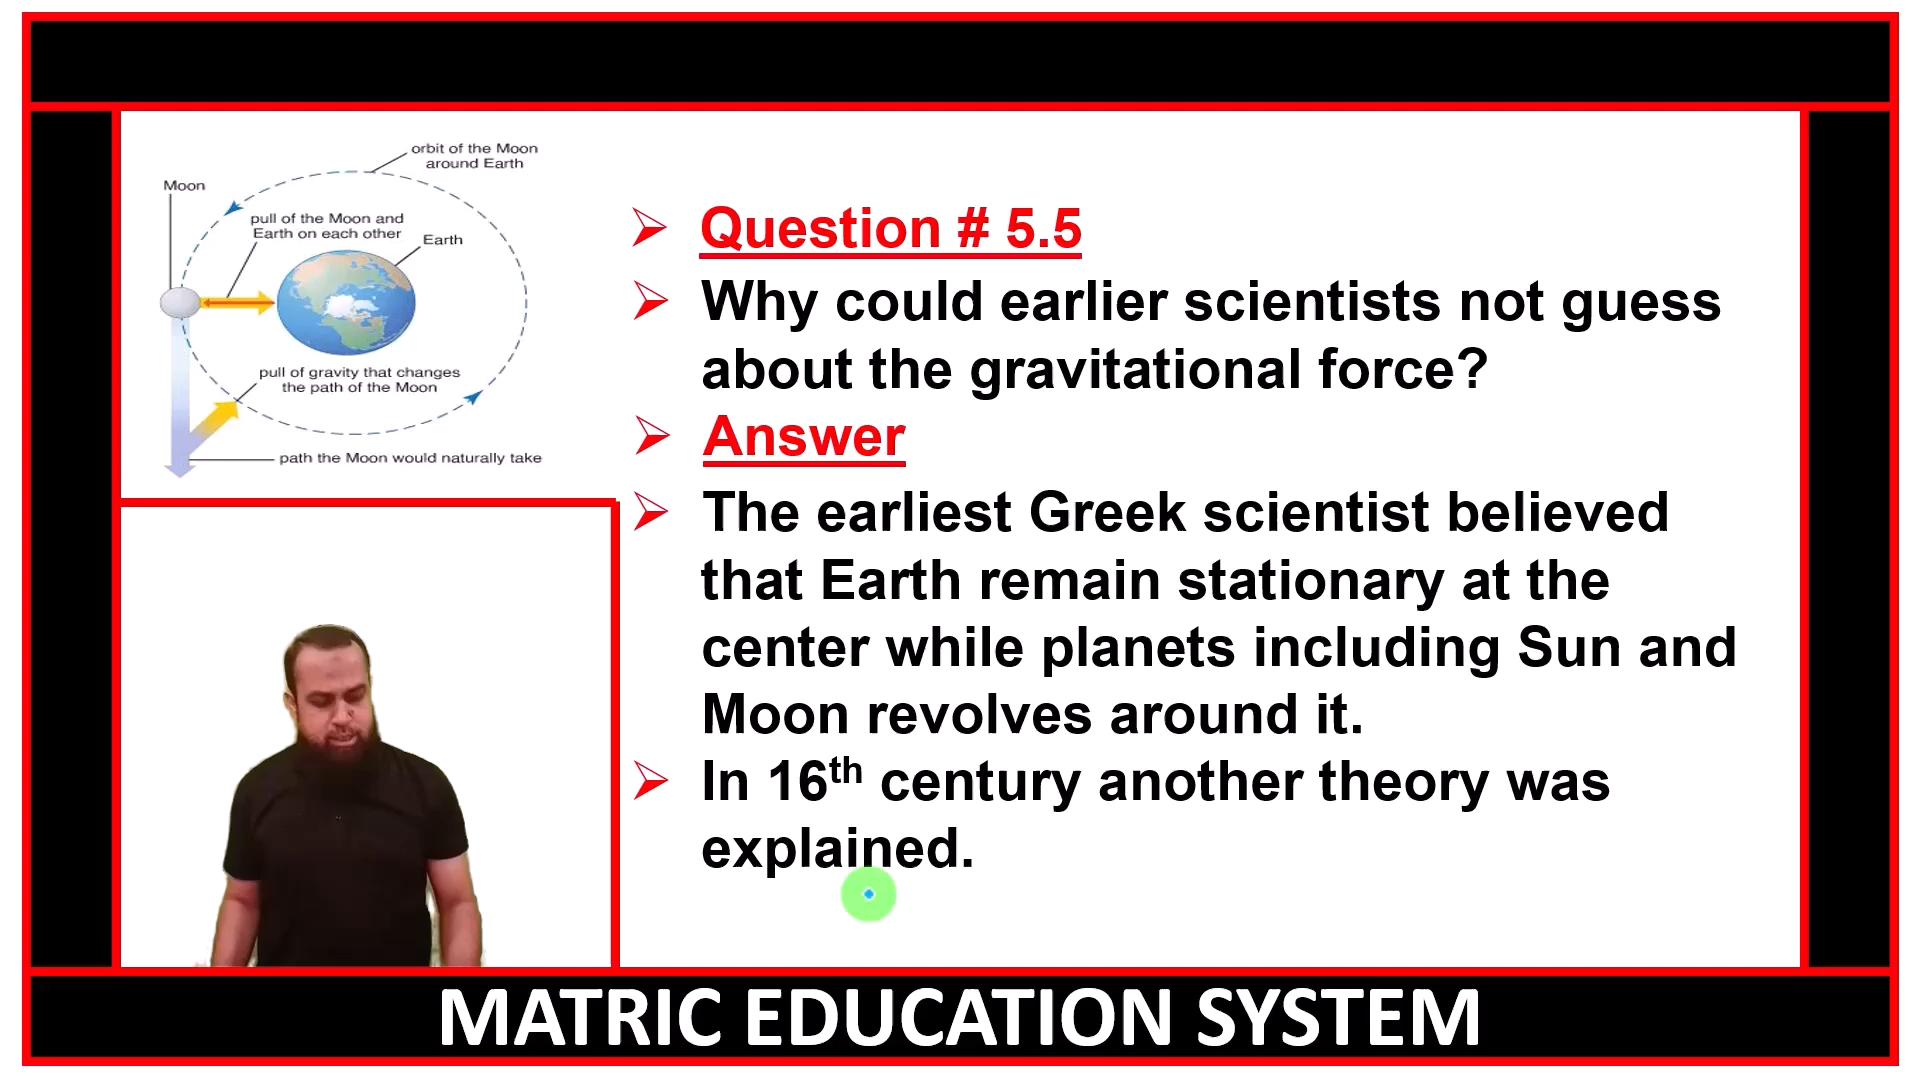 orbit of the Moon
around Earth
Moon
pull of the Moon and
Earth on each other
Earth
pull of gravity that changes
the path of the Moon
path the Moon would naturally take
Question # 5.5
Why could earlier scientists not guess
about the gravitational force?
Answer
The earliest Greek scientist believed
that Earth remain stationary at the
center while planets including Sun and
Moon revolves around it.
In 16th century another theory was
explained.
MATRIC EDUCATION SYSTEM